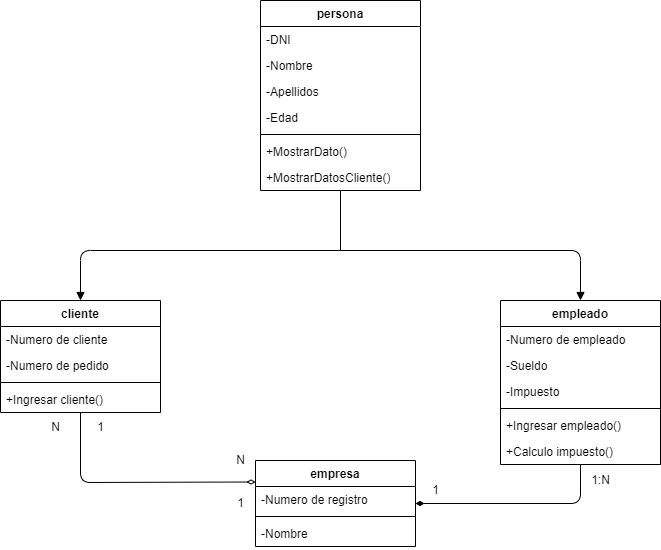 persona
-DNI
-Nombre
-Apellidos
-Edad
+MostrarDato()
+MostrarDatosCliente()
cliente
-Numero de cliente
-Numero de pedido
+Ingresar cliente()
empleado
-Numero de empleado
-Sueldo
-Impuesto
+Ingresar empleado()
+Calculo impuesto()
N 1
N
1
empresa
-Numero de registro
-Nombre
1
1:N